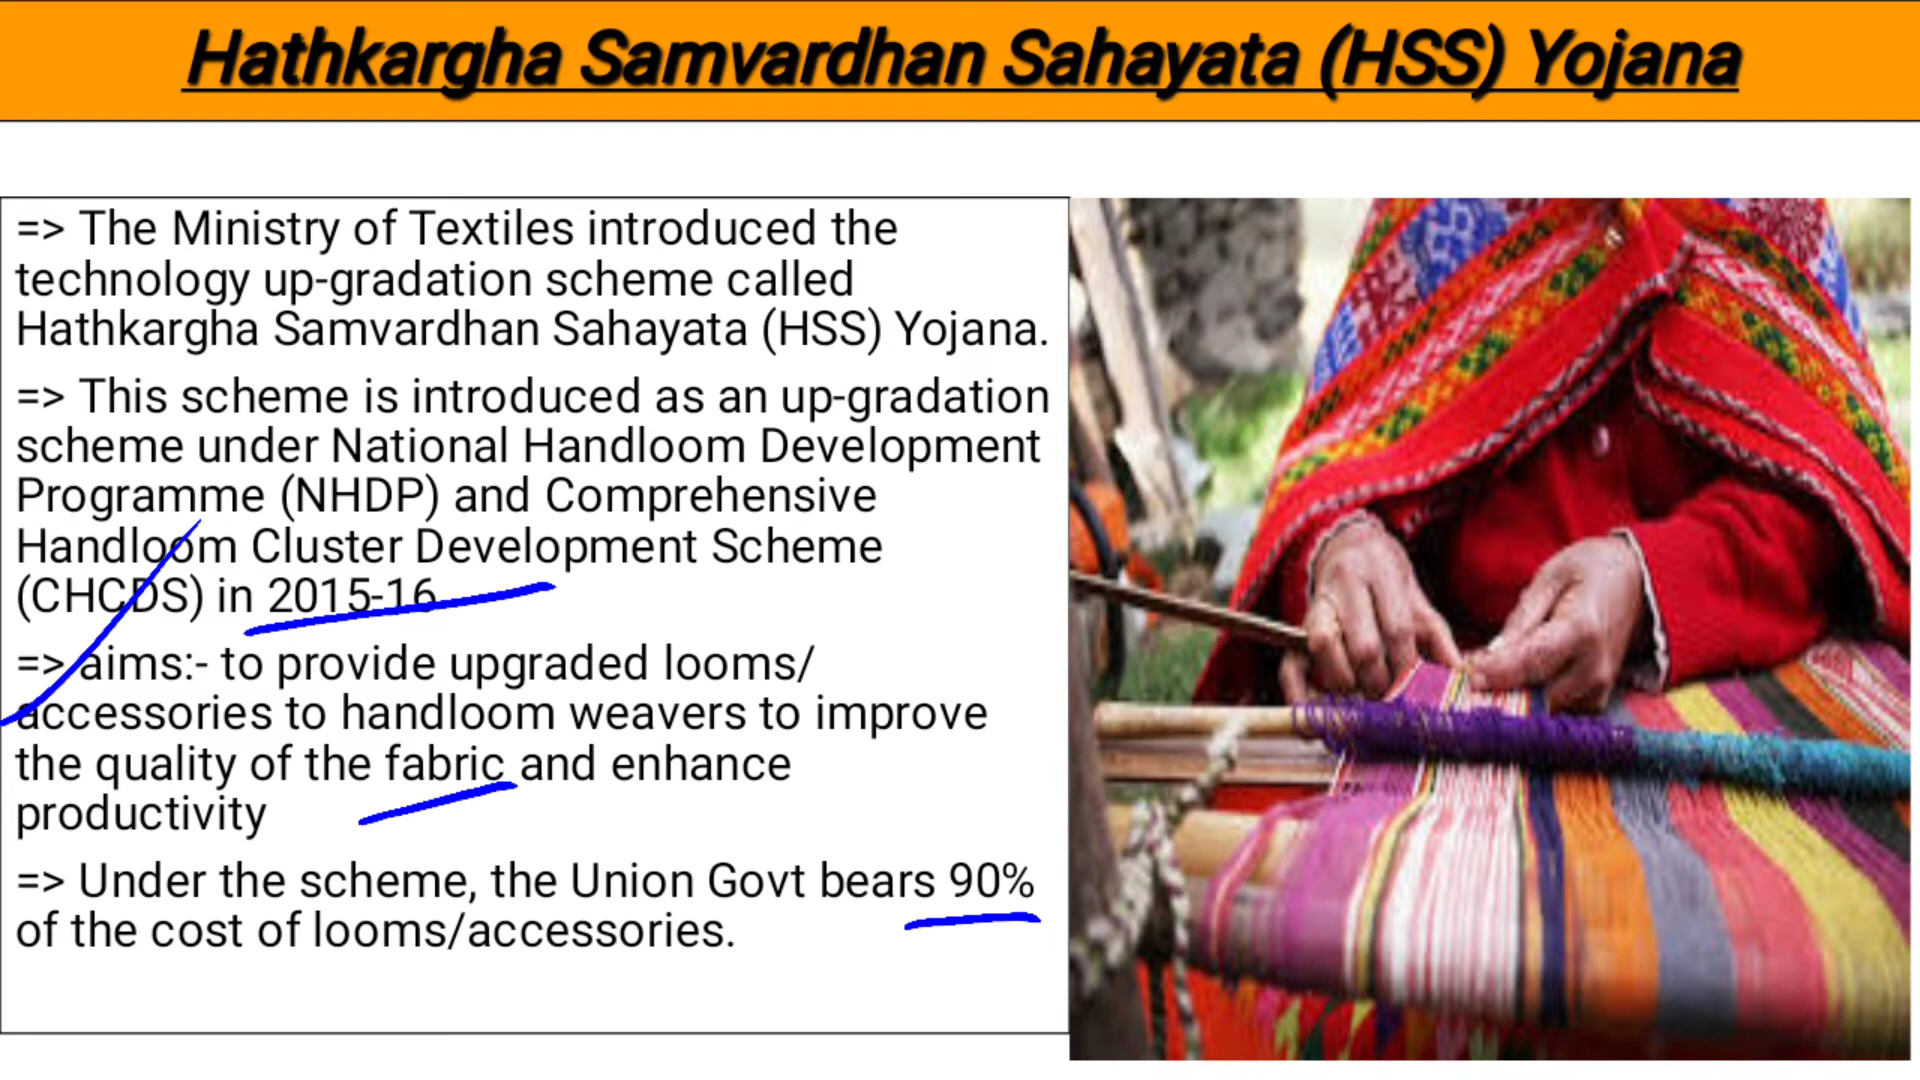 Hathkargha Samvardhan Sahayata (HSS) Yojana
=> The Ministry of Textiles introduced the
technology up-gradation scheme called
Hathkargha Samvardhan Sahayata (HSS) Yojana.
=> This scheme is introduced as an up-gradation
scheme under National Handloom Development
Programme (NHDP) and Comprehensive
Handloom Cluster Development Scheme
(CHCDS) in 2015-16
=> aims:- to provide upgraded looms/
accessories to handloom weavers to improve
the quality of the fabric and enhance
productivity
=> Under the scheme, the Union Govt bears 90%
of the cost of looms/accessories.